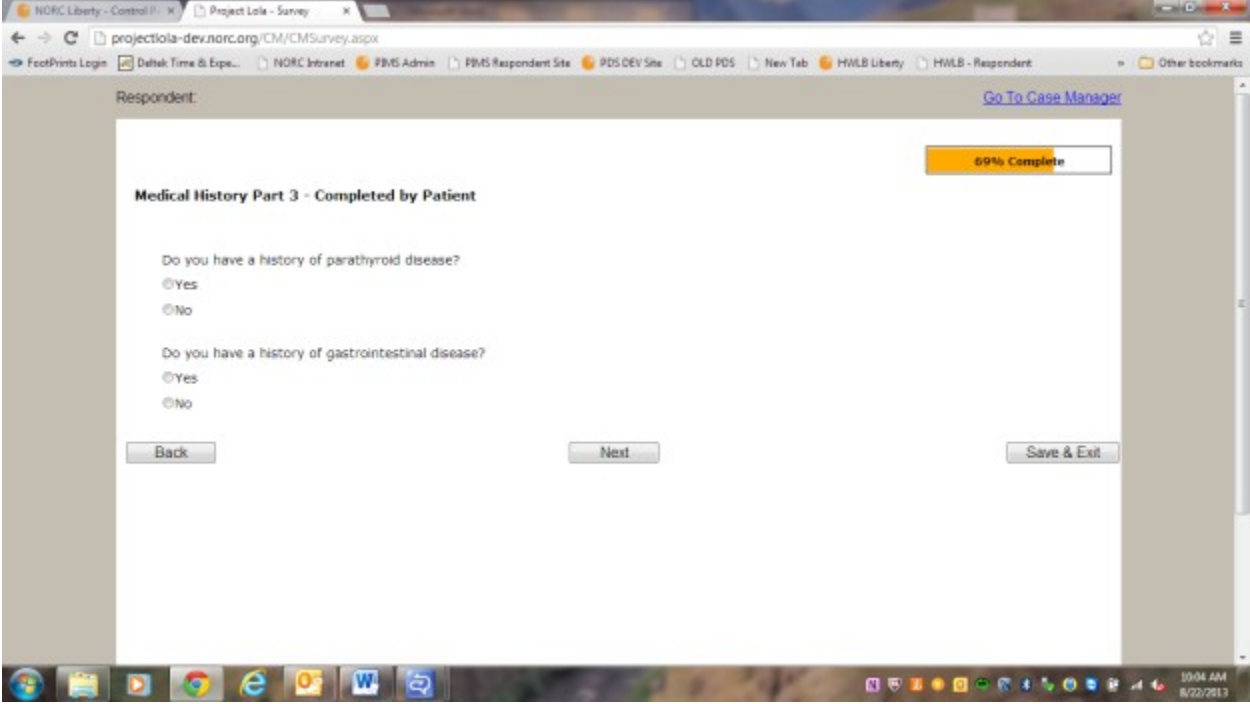 NORC Liberty - Control P
Project Lola - Survey
projectlola-dev.norc.org/CM/CMSurvey.aspx
FootPrints Login
Deltek Time & Expe...
NORC Intranet
PIMS Admin
PIMS Respondent Site
PDS DEV Site
OLD PDS
New Tab
HWLB Liberty
HWLB - Respondent
Other bookmarks
Respondent:
Go To Case Manager
69% Complete
Medical History Part 3 - Completed by Patient
Do you have a history of parathyroid disease?
Yes
No
Do you have a history of gastrointestinal disease?
Yes
No
Back
Next
Save & Exit
10:04 AM
8/22/2013